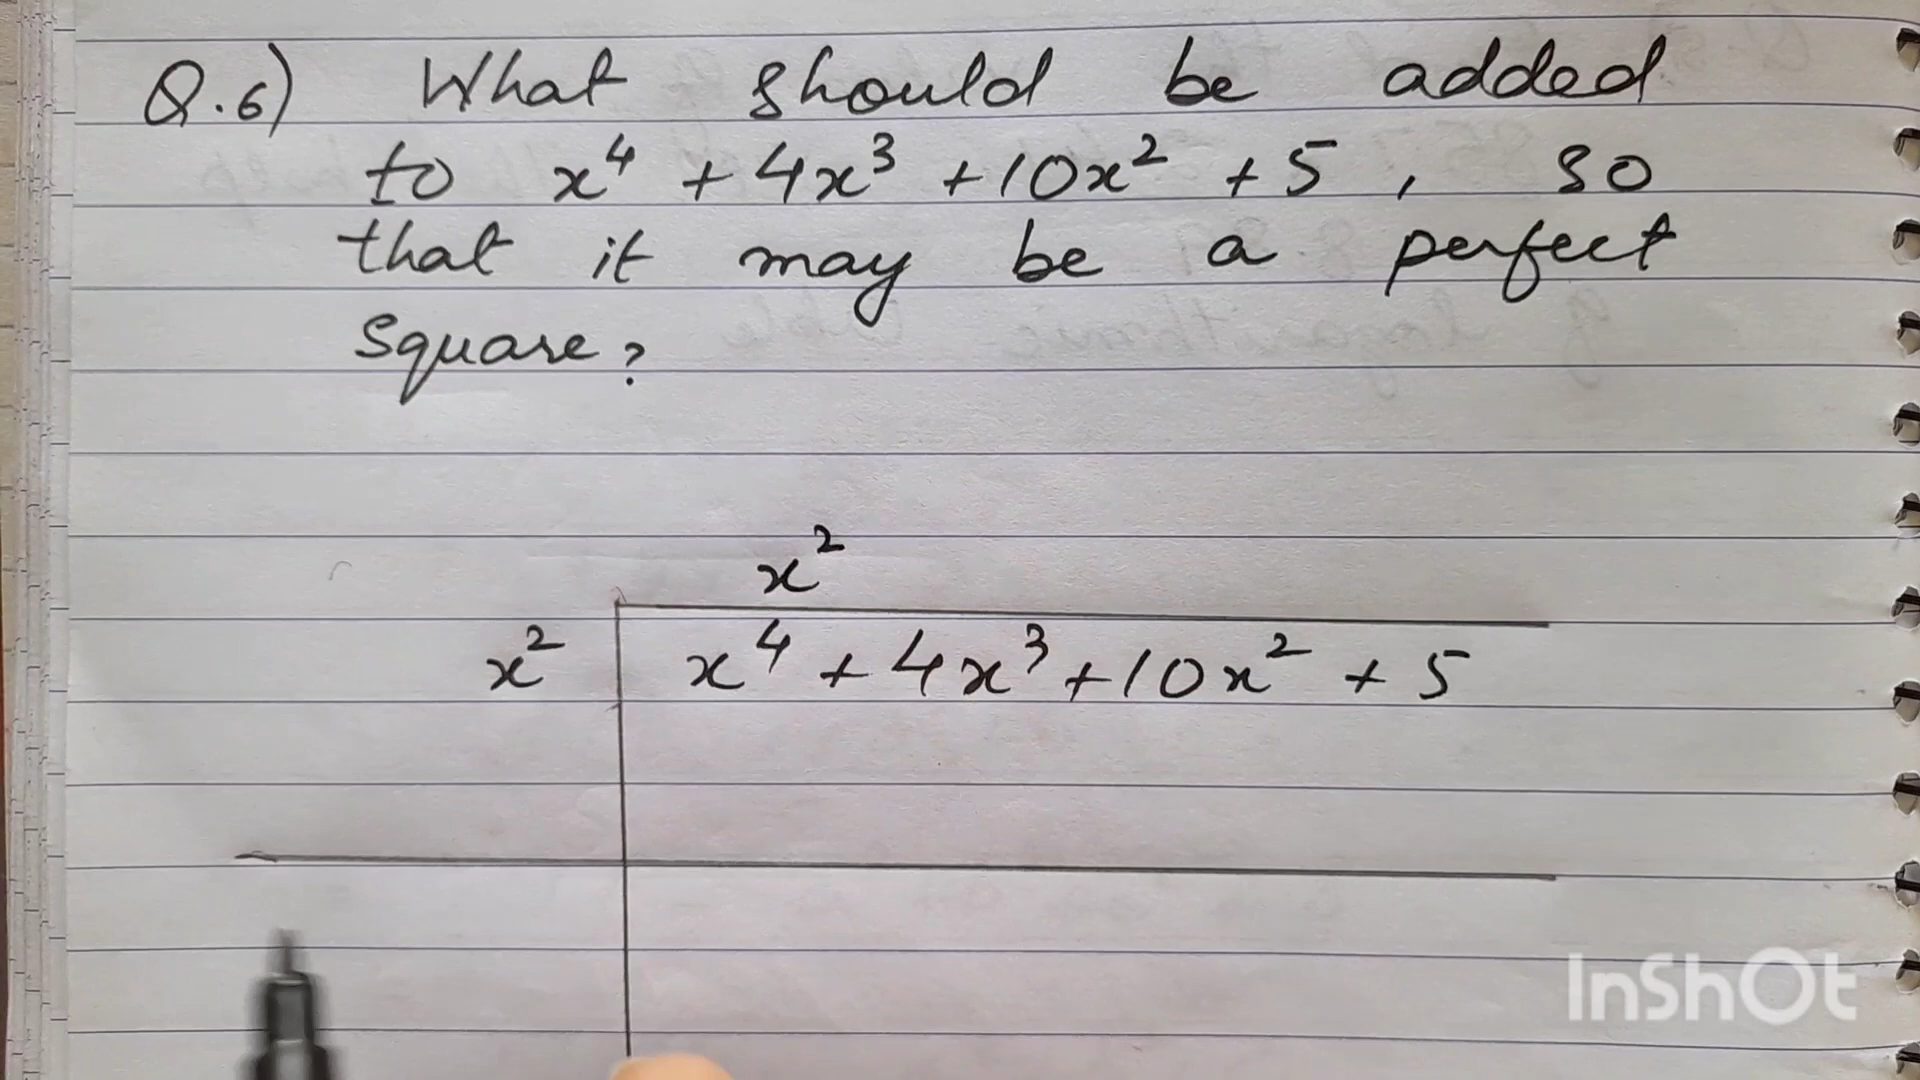 Q.6) What should be added
to x⁴ + 4x³ + 10x² + 5 , so
that it may be a perfect
square?
x²
x² x⁴ + 4x³ + 10x² + 5
InShOt